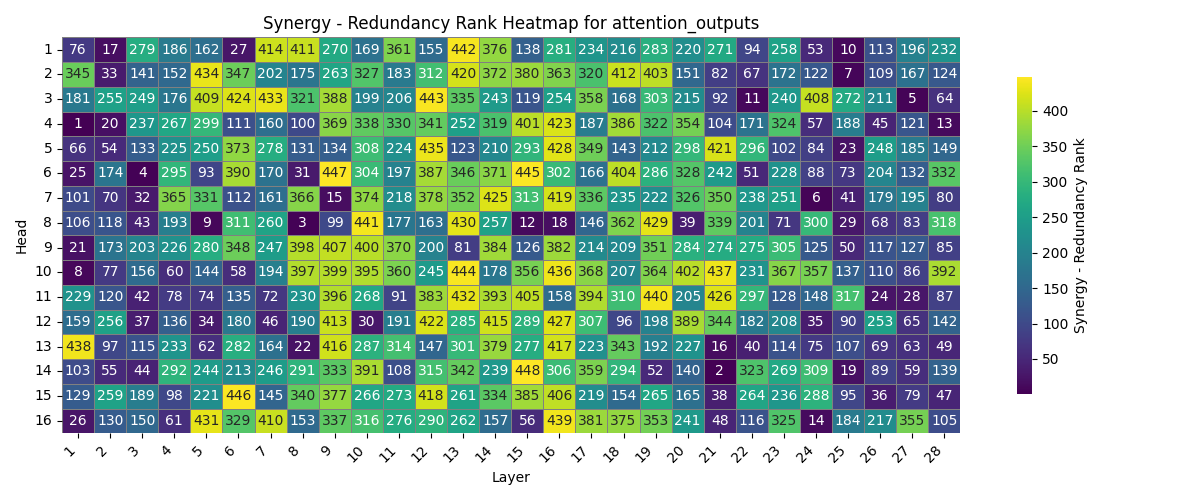 Synergy - Redundancy Rank Heatmap for attention_outputs
1 76 17 279 186 162 27 414 411 270 169 361 155 442 376 138 281 234 216 283 220 271 94 258 53 10 113 196 232
2 345 33 141 152 434 347 202 175 263 327 183 312 420 372 380 363 320 412 403 151 82 67 172 122 7 109 167 124
3 181 255 249 176 409 424 433 321 388 199 206 443 335 243 119 254 358 168 303 215 92 11 240 408 272 211 5 64
4 1 20 237 267 299 111 160 100 369 338 330 341 252 319 401 423 187 386 322 354 104 171 324 57 188 45 121 13
5 66 54 133 225 250 373 278 131 134 308 224 435 123 210 293 428 349 143 212 298 421 296 102 84 23 248 185 149
6 25 174 4 295 93 390 170 31 447 304 197 387 346 371 445 302 166 404 286 328 242 51 228 88 73 204 132 332
7 101 70 32 365 331 112 161 366 15 374 218 378 352 425 313 419 336 235 222 326 350 238 251 6 41 179 195 80
8 106 118 43 193 9 311 260 3 99 441 177 163 430 257 12 18 146 362 429 39 339 201 71 300 29 68 83 318
9 21 173 203 226 280 348 247 398 407 400 370 200 81 384 126 382 214 209 351 284 274 275 305 125 50 117 127 85
10 8 77 156 60 144 58 194 397 399 395 360 245 444 178 356 436 368 207 364 402 437 231 367 357 137 110 86 392
11 229 120 42 78 74 135 72 230 396 268 91 383 432 393 405 158 394 310 440 205 426 297 128 148 317 24 28 87
12 159 256 37 136 34 180 46 190 413 30 191 422 285 415 289 427 307 96 198 389 344 182 208 35 90 253 65 142
13 438 97 115 233 62 282 164 22 416 287 314 147 301 379 277 417 223 343 192 227 16 40 114 75 107 69 63 49
14 103 55 44 292 244 213 246 291 333 391 108 315 342 239 448 306 359 294 52 140 2 323 269 309 19 89 59 139
15 129 259 189 98 221 446 145 340 377 266 273 418 261 334 385 406 219 154 265 165 38 264 236 288 95 36 79 47
16 26 130 150 61 431 329 410 153 337 316 276 290 262 157 56 439 381 375 353 241 48 116 325 14 184 217 355 105
1 2 3 4 5 6 7 8 9 10 11 12 13 14 15 16 17 18 19 20 21 22 23 24 25 26 27 28
Layer
Head
400
350
300
250
200
150
100
50
Synergy - Redundancy Rank